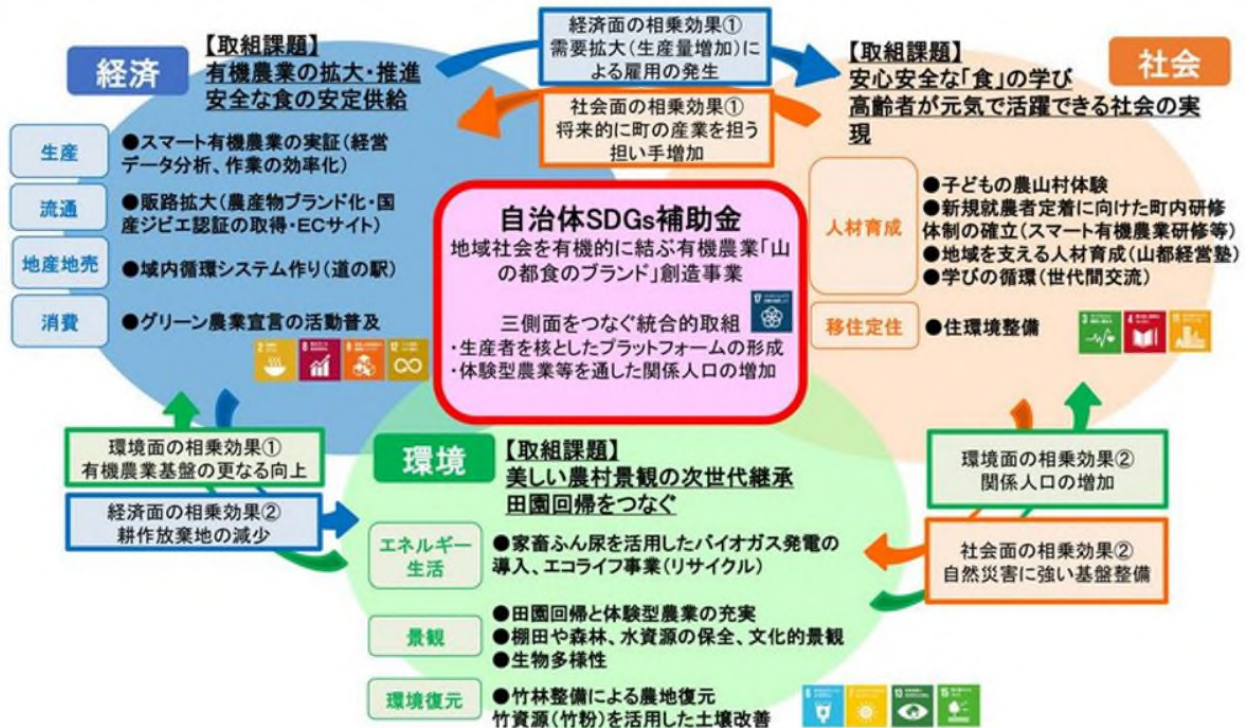 経済
【取組課題】
有機農業の拡大・推進
安全な食の安定供給
生産
●スマート有機農業の実証(経営
データ分析、作業の効率化)
流通
●販路拡大(農産物ブランド化・国
産ジビエ認証の取得・ECサイト)
地産地売
●域内循環システム作り(道の駅)
消費
●グリーン農業宣言の活動普及
2
8
9
12
経済面の相乗効果①
需要拡大(生産量増加)に
よる雇用の発生
社会面の相乗効果①
将来的に町の産業を担う
担い手増加
社会
【取組課題】
安心安全な「食」の学び
高齢者が元気で活躍できる社会の実
現
人材育成
●子どもの農山村体験
●新規就農者定着に向けた町内研修
体制の確立(スマート有機農業研修等)
●地域を支える人材育成(山都経営塾)
●学びの循環(世代間交流)
移住定住
●住環境整備
3
4
11
自治体SDGs補助金
地域社会を有機的に結ぶ有機農業「山
の都食のブランド」創造事業
17
三側面をつなぐ統合的取組
・生産者を核としたプラットフォームの形成
・体験型農業等を通した関係人口の増加
環境面の相乗効果①
有機農業基盤の更なる向上
経済面の相乗効果②
耕作放棄地の減少
環境
【取組課題】
美しい農村景観の次世代継承
田園回帰をつなぐ
エネルギー
生活
●家畜ふん尿を活用したバイオガス発電の
導入、エコライフ事業(リサイクル)
景観
●田園回帰と体験型農業の充実
●棚田や森林、水資源の保全、文化的景観
●生物多様性
環境復元
●竹林整備による農地復元
竹資源(竹粉)を活用した土壌改善
6
7
13
15
環境面の相乗効果②
関係人口の増加
社会面の相乗効果②
自然災害に強い基盤整備